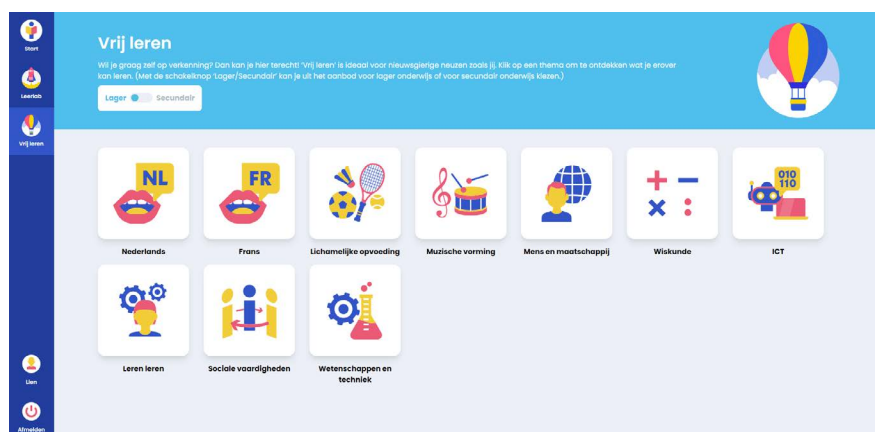 Start
Leerlab
Vrij leren
Lien
Afmelden
Vrij leren
Wil je graag zelf op verkenning? Dan kan je hier terecht! 'Vrij leren' is ideaal voor nieuwsgierige neuzen zoals jij. Klik op een thema om te ontdekken wat je erover
kan leren. (Met de schakelknop 'Lager/Secundair' kan je uit het aanbod voor lager onderwijs of voor secundair onderwijs kiezen.)
Lager Secundair
NL
FR
010
110
Nederlands
Frans
Lichamelijke opvoeding
Muzische vorming
Mens en maatschappij
Wiskunde
ICT
Leren leren
Sociale vaardigheden
Wetenschappen en
techniek